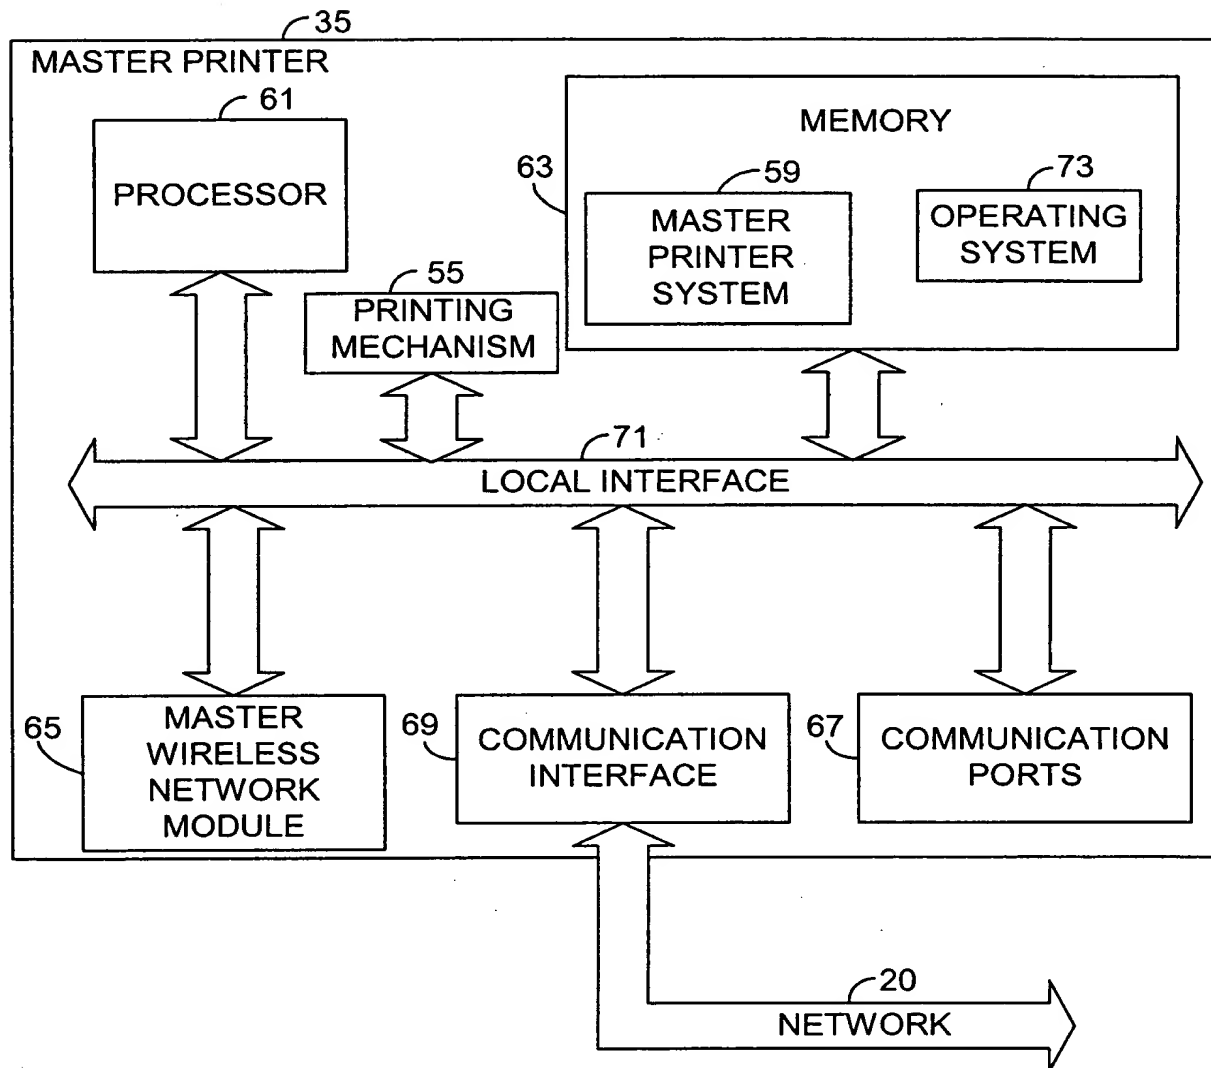 35
MASTER PRINTER
61
PROCESSOR
MEMORY
63
59
MASTER
PRINTER
SYSTEM
73
OPERATING
SYSTEM
55
PRINTING
MECHANISM
71
LOCAL INTERFACE
65
MASTER
WIRELESS
NETWORK
MODULE
69
COMMUNICATION
INTERFACE
67
COMMUNICATION
PORTS
20
NETWORK